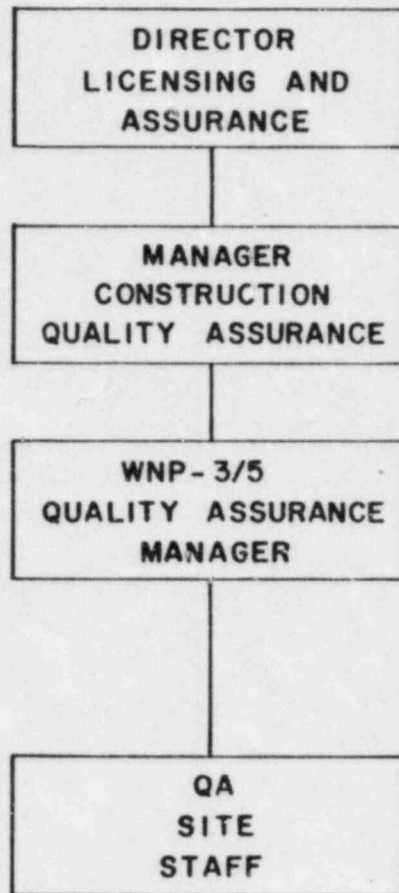 DIRECTOR
LICENSING AND
ASSURANCE
MANAGER
CONSTRUCTION
QUALITY ASSURANCE
WNP-3/5
QUALITY ASSURANCE
MANAGER
QA
SITE
STAFF